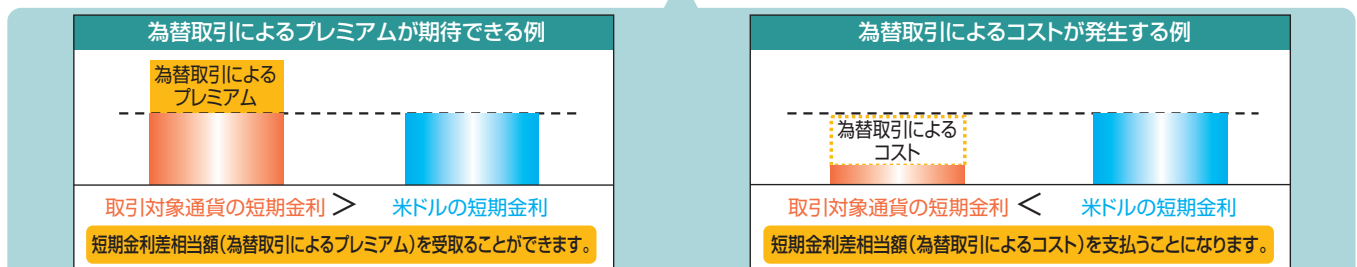 為替取引によるプレミアムが期待できる例
為替取引による
プレミアム
取引対象通貨の短期金利 > 米ドルの短期金利
短期金利差相当額(為替取引によるプレミアム)を受取ることができます。
為替取引によるコストが発生する例
為替取引による
コスト
取引対象通貨の短期金利 < 米ドルの短期金利
短期金利差相当額(為替取引によるコスト)を支払うことになります。